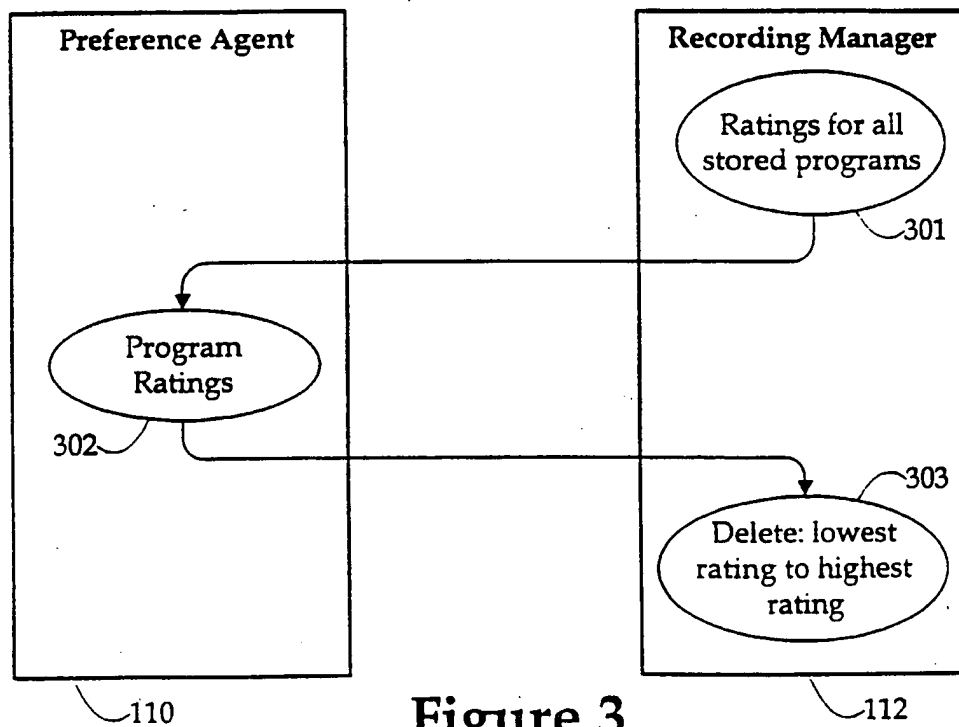 Preference Agent
Recording Manager
Ratings for all
stored programs
301
Program
Ratings
302
303
Delete: lowest
rating to highest
rating
110
112
Figure 3